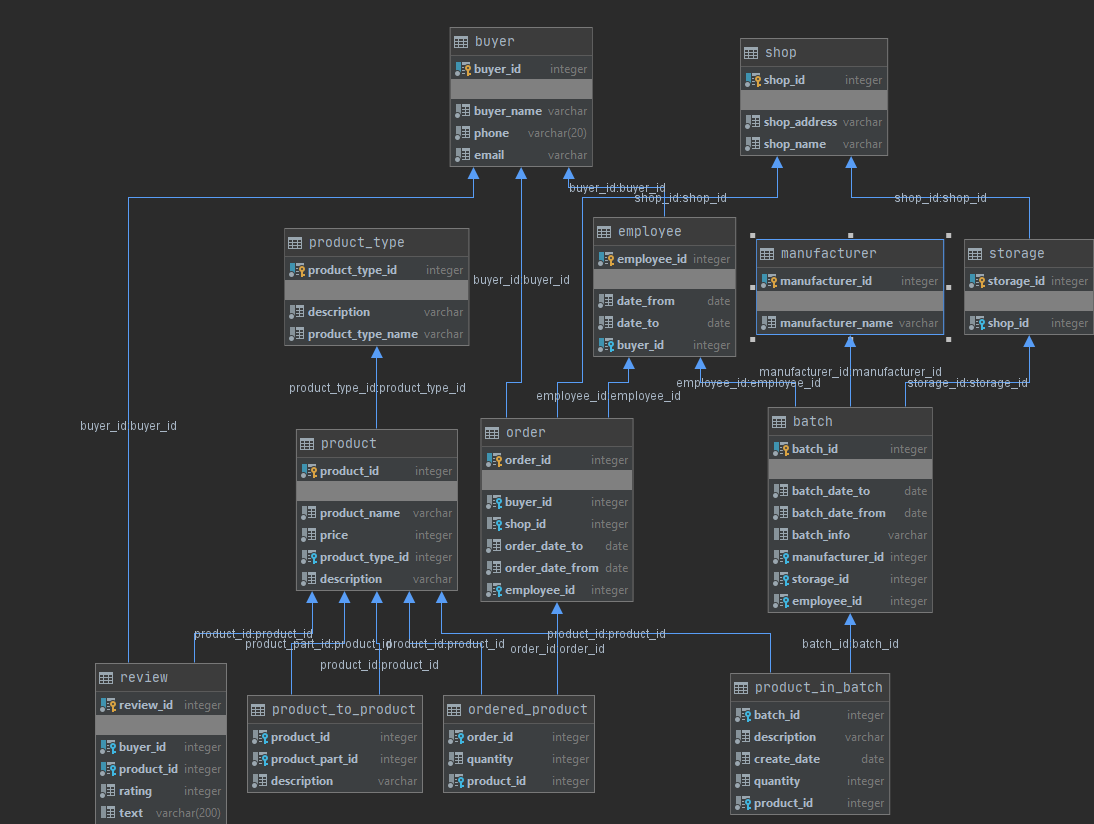 buyer
buyer_id integer
buyer_name varchar
phone varchar(20)
email varchar
shop
shop_id integer
shop_address varchar
shop_name varchar
buyer_id:buyer_id
shop_id:shop_id
shop_id:shop_id
product_type
product_type_id integer
description varchar
product_type_name varchar
employee
employee_id integer
date_from date
date_to date
buyer_id integer
manufacturer
manufacturer_id integer
manufacturer_name varchar
storage
storage_id integer
shop_id integer
buyer_id:buyer_id
product_type_id:product_type_id
employee_id:employee_id
employee_id:employee_id
manufacturer_id:manufacturer_id
storage_id:storage_id
buyer_id:buyer_id
product
product_id integer
product_name varchar
price integer
product_type_id integer
description varchar
order
order_id integer
buyer_id integer
shop_id integer
order_date_to date
order_date_from date
employee_id integer
batch
batch_id integer
batch_date_to date
batch_date_from date
batch_info varchar
manufacturer_id integer
storage_id integer
employee_id integer
product_id:product_id
product_part_id:product_id
product_id:product_id
product_id:product_id
product_id:product_id
order_id:order_id
batch_id:batch_id
review
review_id integer
buyer_id integer
product_id integer
rating integer
text varchar(200)
product_to_product
product_id integer
product_part_id integer
description varchar
ordered_product
order_id integer
quantity integer
product_id integer
product_in_batch
batch_id integer
description varchar
create_date date
quantity integer
product_id integer